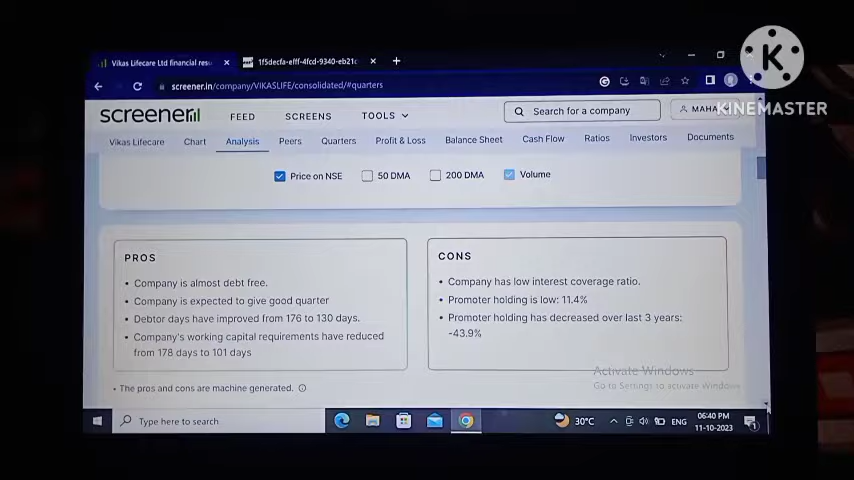 Vikas Lifecare Ltd financial resu
1f5decfa-efff-4fcd-9340-eb21c
screener.in/company/VIKASLIFE/consolidated/#quarters
KINEMASTER
screener
FEED
SCREENS
TOOLS
Search for a company
MAHA
Vikas Lifecare
Chart
Analysis
Peers
Quarters
Profit & Loss
Balance Sheet
Cash Flow
Ratios
Investors
Documents
Price on NSE
50 DMA
200 DMA
Volume
PROS
• Company is almost debt free.
• Company is expected to give good quarter
• Debtor days have improved from 176 to 130 days.
• Company's working capital requirements have reduced
from 178 days to 101 days
CONS
• Company has low interest coverage ratio.
• Promoter holding is low: 11.4%
• Promoter holding has decreased over last 3 years:
-43.9%
• The pros and cons are machine generated.
Activate Windows
Go to Settings to activate Windows
Type here to search
30°C
ENG
06:40 PM
11-10-2023